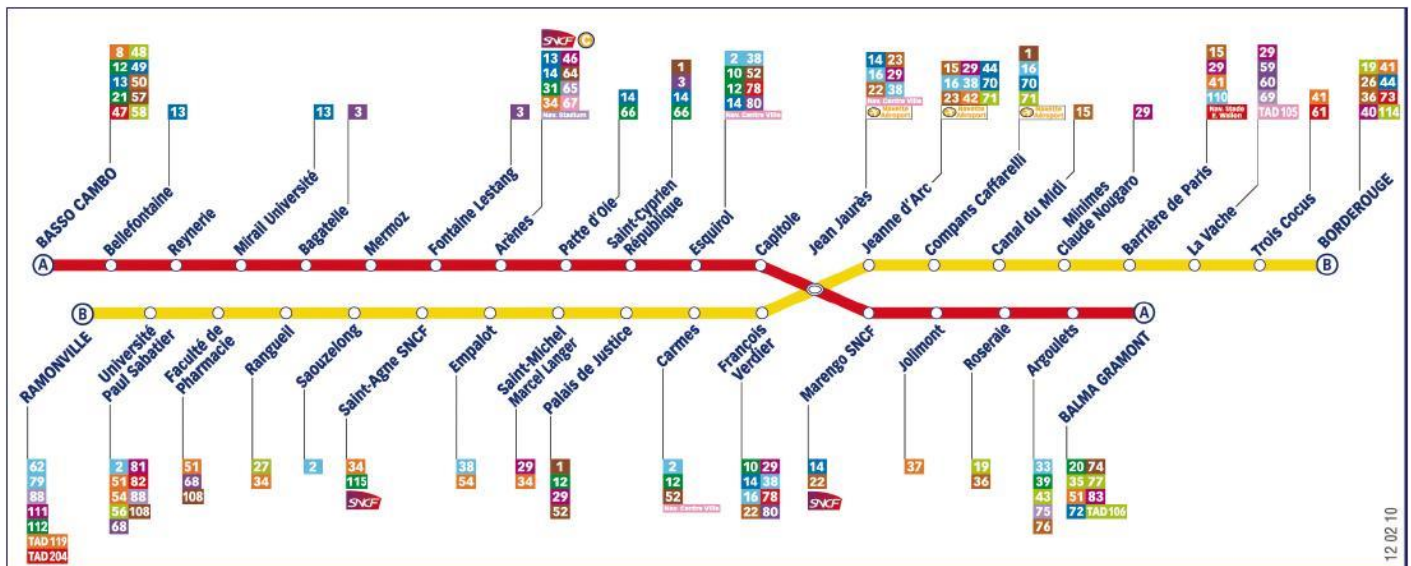 8 48
12 49
13 50
21 57
47 58
13
13
3
3
SNCF C
13 46
14 64
31 65
34 67
Nav. Stadium
14
66
1
3
14
66
2 38
10 52
12 78
14 80
Nav. Centre Ville
14 23
16 29
22 38
Nav. Centre Ville
Navette Aéroport
15 29 44
16 38 70
23 42 71
Navette Aéroport
1
16
70
71
Navette Aéroport
15
29
15
29
41
110
Nav. Stade
E. Wallon
29
59
60
69
TAD 105
41
61
19 41
26 44
36 73
40 114
BASSO CAMBO
Bellefontaine
Reynerie
Mirail Université
Bagatelle
Mermoz
Fontaine Lestang
Arènes
Patte d'Oie
Saint-Cyprien
République
Esquirol
Capitole
Jean Jaurès
Jeanne d'Arc
Compans Caffarelli
Canal du Midi
Minimes
Claude Nougaro
Barrière de Paris
La Vache
Trois Cocus
BORDEROUGE
A
B
B
A
RAMONVILLE
Université
Paul Sabatier
Faculté de
Pharmacie
Rangueil
Saouzelong
Saint-Agne SNCF
Empalot
Saint-Michel
Marcel Langer
Palais de Justice
Carmes
François
Verdier
Marengo SNCF
Jolimont
Roseraie
Argoulets
BALMA GRAMONT
62
79
88
111
112
TAD 119
TAD 204
2 81
51 82
54 88
56 108
68
51
68
108
27
34
2
34
115
SNCF
38
54
29
34
1
12
29
52
2
12
52
Nav. Centre Ville
10 29
14 38
16 78
22 80
14
22
SNCF
37
19
36
33
39
43
75
76
20 74
35 77
51 83
72 TAD 106
12 02 10